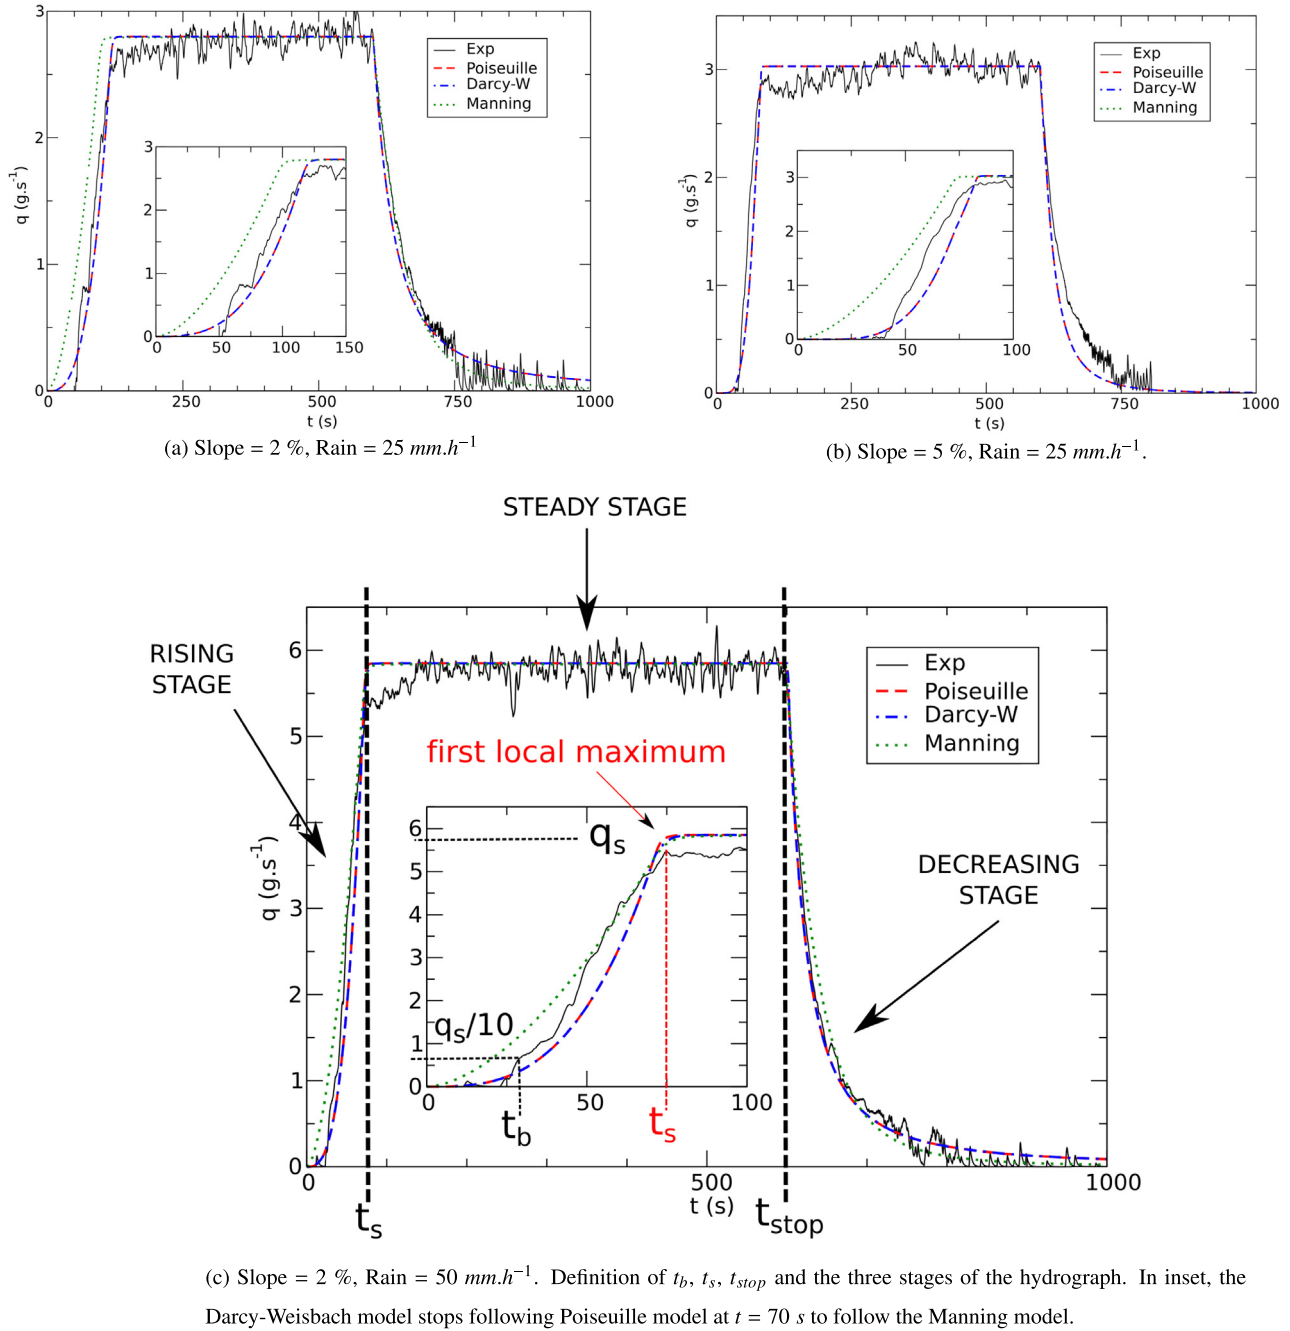 3
2
1
0
q (g.s⁻¹)
Exp
Poiseuille
Darcy-W
Manning
3
2
1
0
0 50 100 150
0 250 500 750 1000
t (s)
(a) Slope = 2 %, Rain = 25 mm.h⁻¹
3
2
1
0
q (g.s⁻¹)
Exp
Poiseuille
Darcy-W
Manning
3
2
1
0
0 50 100
0 250 500 750 1000
t (s)
(b) Slope = 5 %, Rain = 25 mm.h⁻¹.
STEADY STAGE
RISING
STAGE
6
5
4
3
2
1
0
q (g.s⁻¹)
Exp
Poiseuille
Darcy-W
Manning
first local maximum
6
5
4
3
2
1
0
qs
qs/10
0 50 100
tb
ts
DECREASING
STAGE
0 500 1000
t (s)
ts
tstop
(c) Slope = 2 %, Rain = 50 mm.h⁻¹. Definition of tb, ts, tstop and the three stages of the hydrograph. In inset, the
Darcy-Weisbach model stops following Poiseuille model at t = 70 s to follow the Manning model.